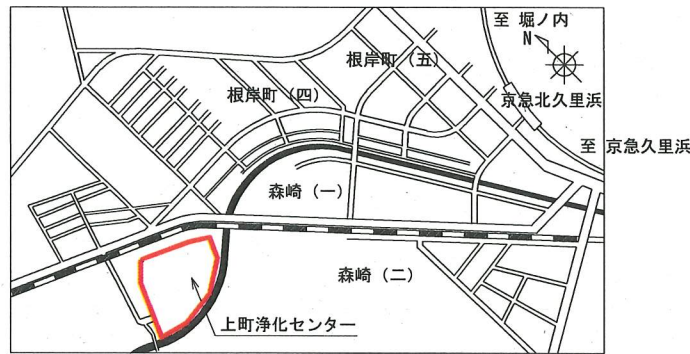 至 堀ノ内
N
根岸町（五）
根岸町（四）
京急北久里浜
至 京急久里浜
森崎（一）
森崎（二）
上町浄化センター